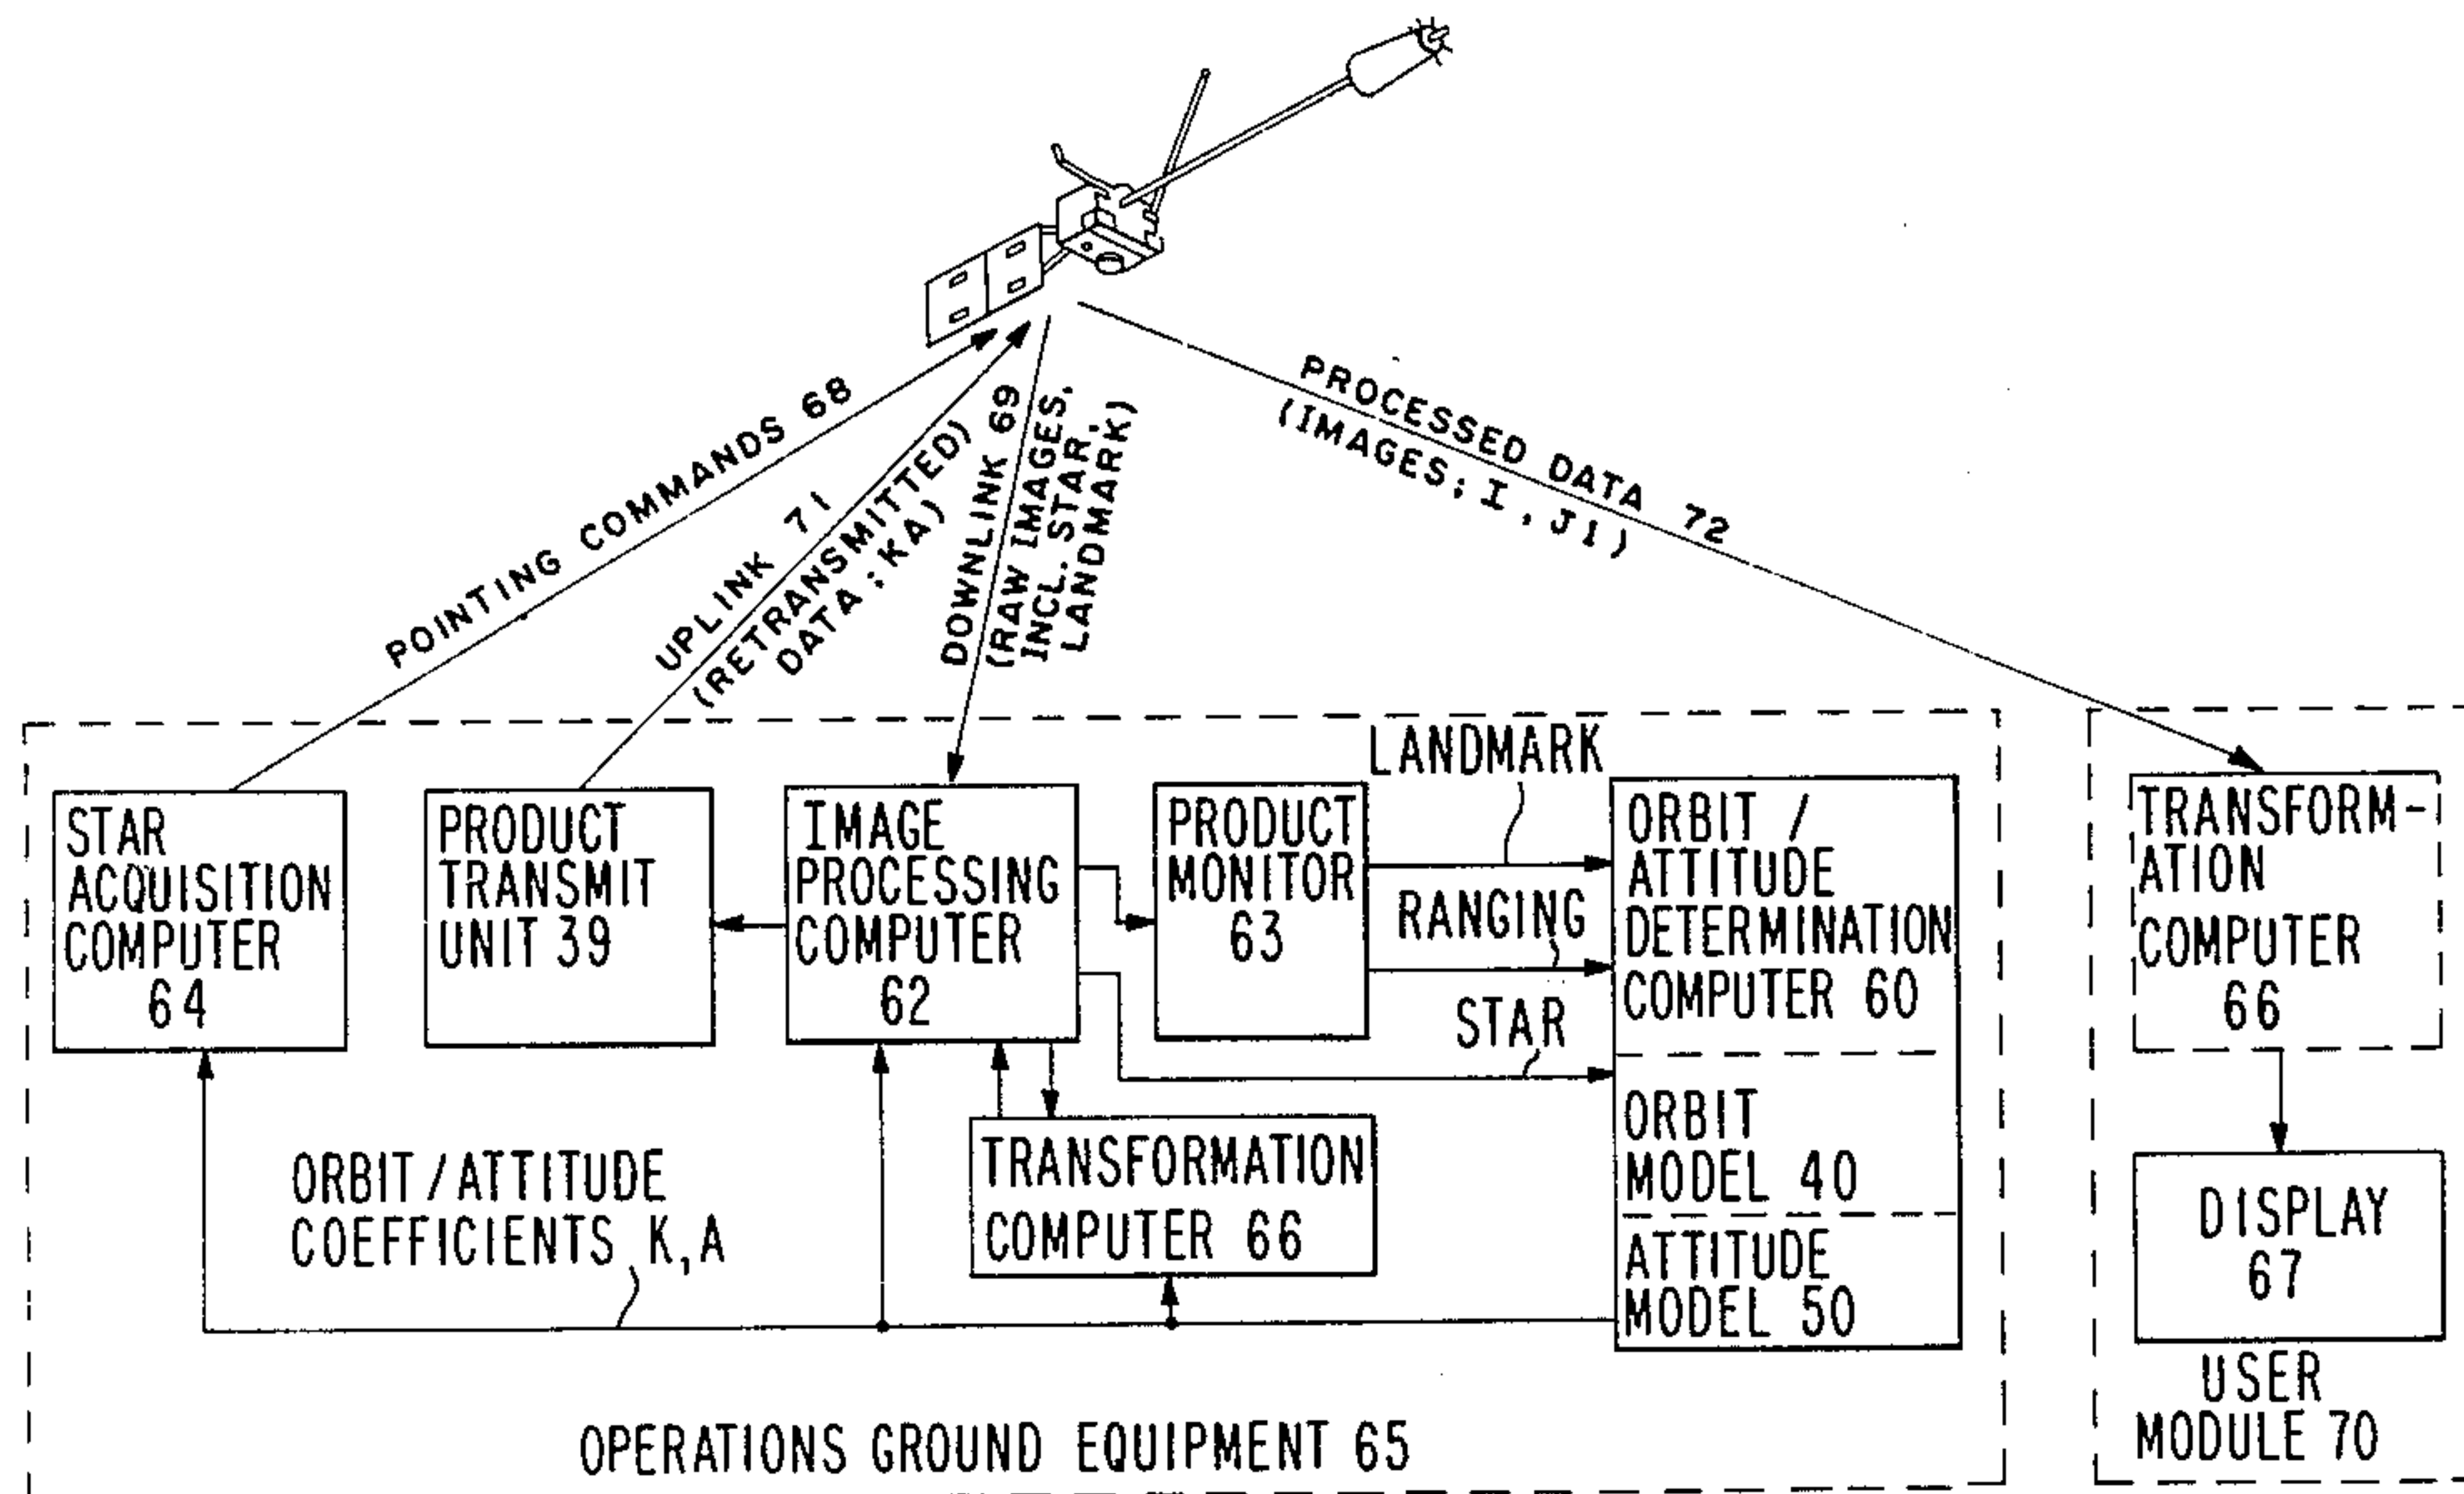 POINTING COMMANDS 68
UPLINK 71
(RETRANSMITTED)
DATA : KA)
DOWNLINK 69
(RAW IMAGES,
INCL. STAR,
LANDMARK)
PROCESSED DATA 72
(IMAGES; I, J1)
LANDMARK
STAR
ACQUISITION
COMPUTER
64
PRODUCT
TRANSMIT
UNIT 39
IMAGE
PROCESSING
COMPUTER
62
PRODUCT
MONITOR
63
RANGING
STAR
ORBIT /
ATTITUDE
DETERMINATION
COMPUTER 60
ORBIT
MODEL 40
ATTITUDE
MODEL 50
TRANSFORMATION
COMPUTER 66
ORBIT / ATTITUDE
COEFFICIENTS K,A
OPERATIONS GROUND EQUIPMENT 65
TRANSFORM-
ATION
COMPUTER
66
DISPLAY
67
USER
MODULE 70